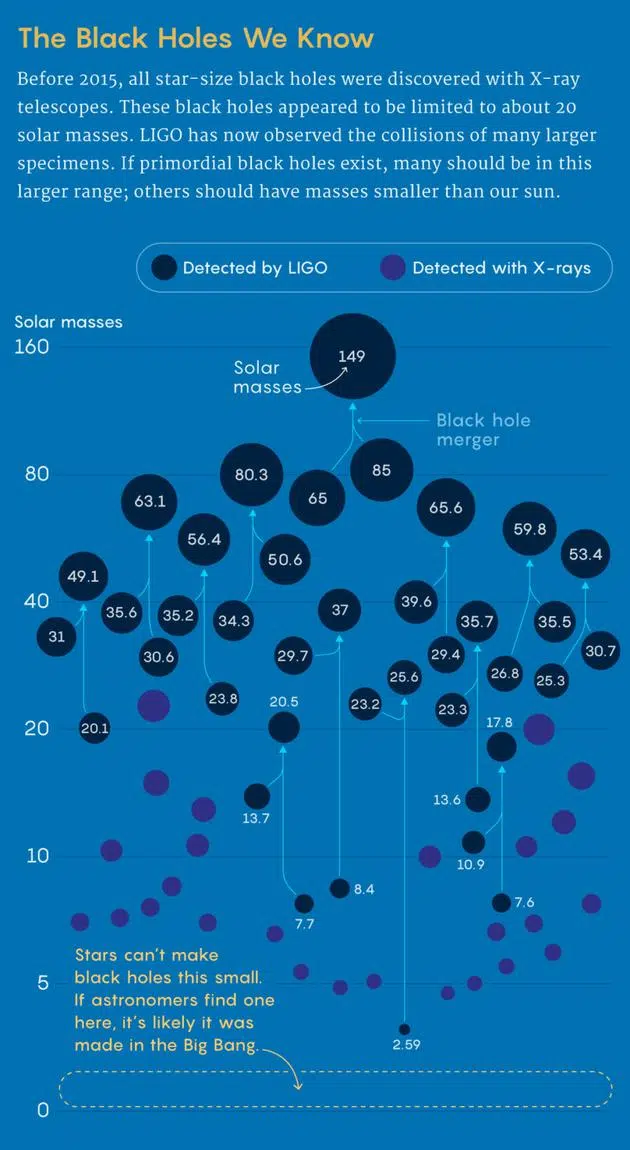 The Black Holes We Know
Before 2015, all star-size black holes were discovered with X-ray
telescopes. These black holes appeared to be limited to about 20
solar masses. LIGO has now observed the collisions of many larger
specimens. If primordial black holes exist, many should be in this
larger range; others should have masses smaller than our sun.
Detected by LIGO
Detected with X-rays
Solar masses
160
149
Solar
masses
Black hole
merger
80
80.3
85
65
63.1
65.6
59.8
56.4
53.4
50.6
49.1
40
39.6
37
35.6
35.2
34.3
35.7
35.5
31
30.6
29.7
29.4
30.7
26.8
25.6
25.3
23.8
23.2
23.3
20.1
20.5
17.8
20
13.7
13.6
10.9
10
8.4
7.7
7.6
Stars can't make
black holes this small.
If astronomers find one
here, it's likely it was
made in the Big Bang.
5
2.59
0